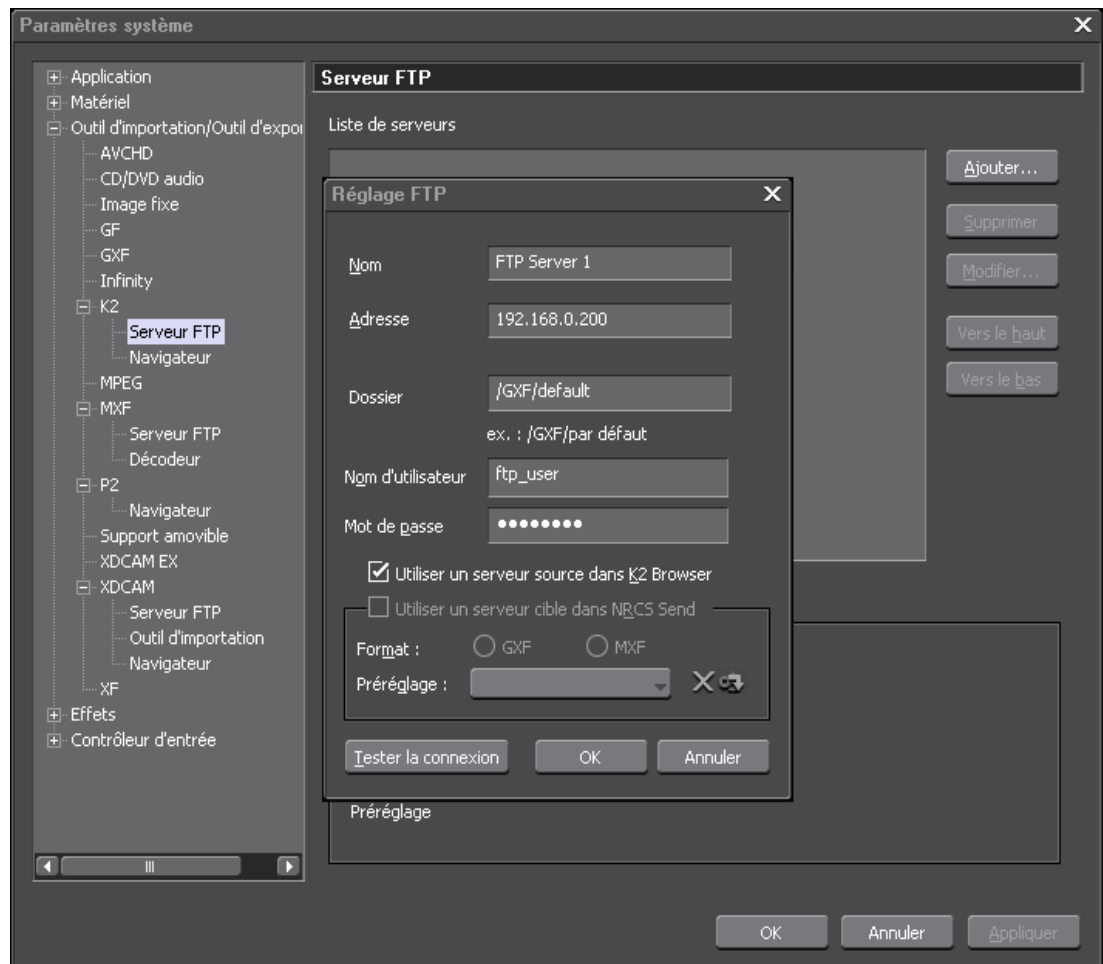 Paramètres système
Application
Matériel
Outil d'importation/Outil d'expor
AVCHD
CD/DVD audio
Image fixe
GF
GXF
Infinity
K2
Serveur FTP
Navigateur
MPEG
MXF
Serveur FTP
Décodeur
P2
Navigateur
Support amovible
XDCAM EX
XDCAM
Serveur FTP
Outil d'importation
Navigateur
XF
Effets
Contrôleur d'entrée
Serveur FTP
Liste de serveurs
Ajouter...
Supprimer
Modifier...
Vers le haut
Vers le bas
Réglage FTP
Nom
FTP Server 1
Adresse
192.168.0.200
Dossier
/GXF/default
ex. : /GXF/par défaut
Nom d'utilisateur
ftp_user
Mot de passe
●●●●●●●●
Utiliser un serveur source dans K2 Browser
Utiliser un serveur cible dans NRCS Send
Format : GXF MXF
Préréglage :
Tester la connexion OK Annuler
Préréglage
OK Annuler Appliquer